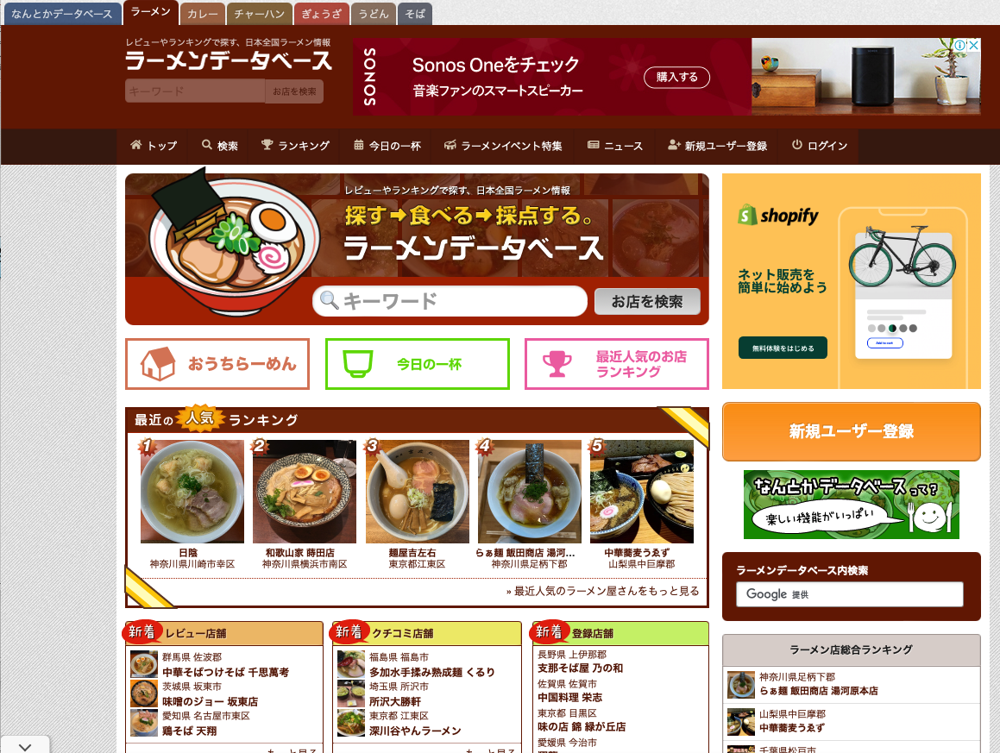 なんとかデータベース
ラーメン
カレー
チャーハン
ぎょうざ
うどん
そば
レビューやランキングで探す、日本全国ラーメン情報
ラーメンデータベース
キーワード
お店を検索
SONOS
Sonos Oneをチェック
音楽ファンのスマートスピーカー
購入する
トップ
検索
ランキング
今日の一杯
ラーメンイベント特集
ニュース
新規ユーザー登録
ログイン
レビューやランキングで探す、日本全国ラーメン情報
探す➡食べる➡採点する。
ラーメンデータベース
キーワード
お店を検索
shopify
ネット販売を
簡単に始めよう
無料体験をはじめる
おうちらーめん
今日の一杯
最近人気のお店
ランキング
最近の人気ランキング
1
日陰
神奈川県川崎市幸区
2
和歌山家 蒔田店
神奈川県横浜市南区
3
麺屋吉左右
東京都江東区
4
らぁ麺 飯田商店 湯河...
神奈川県足柄下郡
5
中華蕎麦うゑず
山梨県中巨摩郡
» 最近人気のラーメン屋さんをもっと見る
新規ユーザー登録
なんとかデータベースって?
楽しい機能がいっぱい
ラーメンデータベース内検索
Google 提供
新着 レビュー店舗
群馬県 佐波郡
中華そばつけそば 千思萬考
茨城県 坂東市
味噌のジョー 坂東店
愛知県 名古屋市東区
鶏そば 天翔
もっと見る
新着 クチコミ店舗
福島県 福島市
多加水手揉み熟成麺 くるり
埼玉県 所沢市
所沢大勝軒
東京都 江東区
深川谷やんラーメン
もっと見る
新着 登録店舗
長野県 上伊那郡
支那そば屋 乃の和
佐賀県 佐賀市
中国料理 栄志
東京都 目黒区
味の店 錦 緑が丘店
愛媛県 今治市
ラーメン店総合ランキング
神奈川県足柄下郡
らぁ麺 飯田商店 湯河原本店
山梨県中巨摩郡
中華蕎麦うゑず
千葉県松戸市